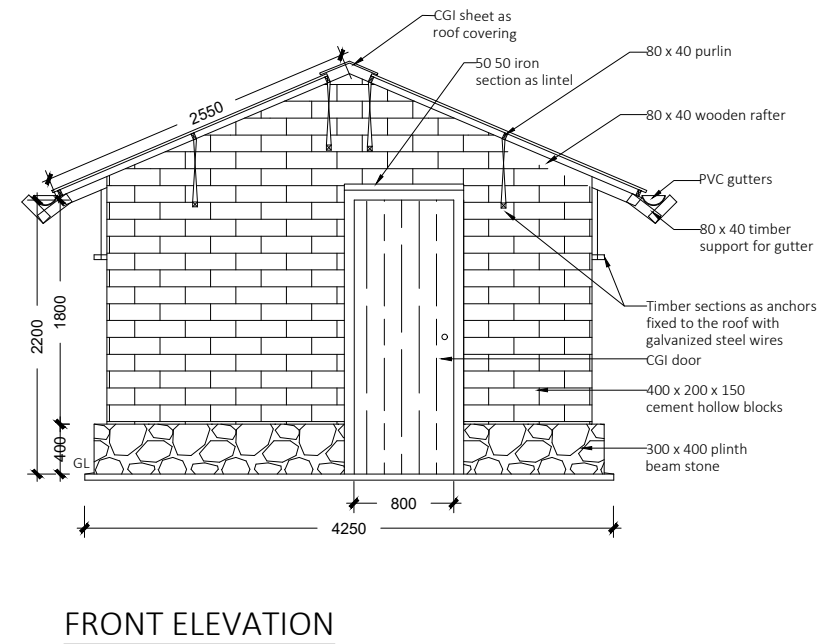 CGI sheet as
roof covering
50 50 iron
section as lintel
80 x 40 purlin
2550
80 x 40 wooden rafter
PVC gutters
80 x 40 timber
support for gutter
Timber sections as anchors
fixed to the roof with
galvanized steel wires
CGI door
400 x 200 x 150
cement hollow blocks
300 x 400 plinth
beam stone
2200
1800
400
GL
800
4250
FRONT ELEVATION